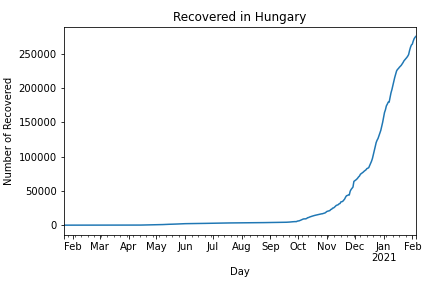 Recovered in Hungary
Number of Recovered
250000
200000
150000
100000
50000
0
Feb Mar Apr May Jun Jul Aug Sep Oct Nov Dec Jan Feb
2021
Day